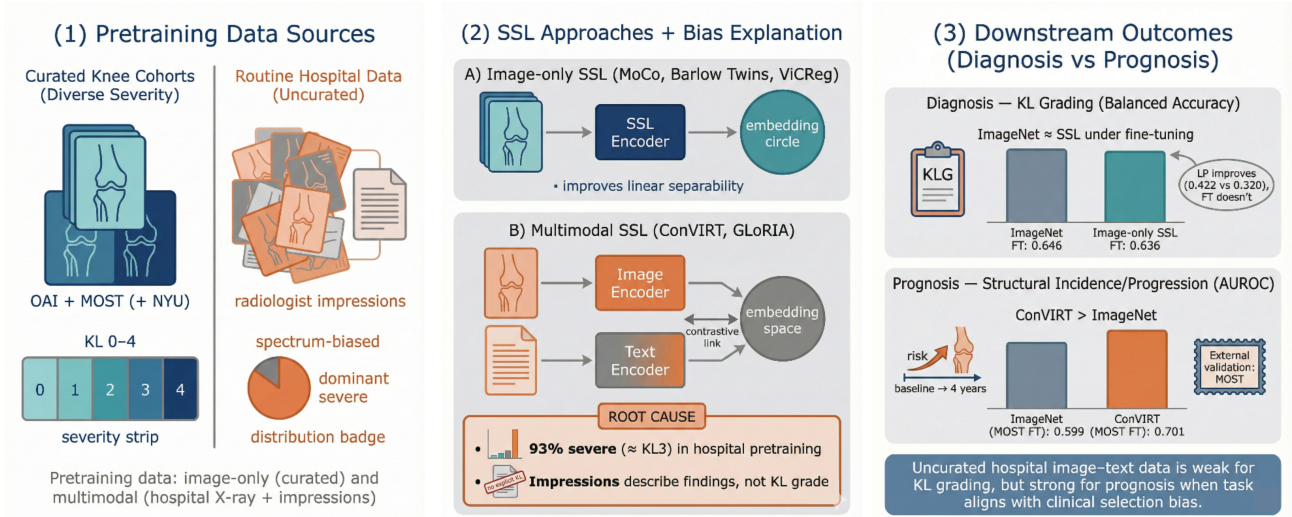 (1) Pretraining Data Sources
Curated Knee Cohorts
(Diverse Severity)
Routine Hospital Data
(Uncurated)
OAI + MOST (+ NYU)
radiologist impressions
KL 0–4
0 1 2 3 4
severity strip
spectrum-biased
dominant
severe
distribution badge
Pretraining data: image-only (curated) and
multimodal (hospital X-ray + impressions)
(2) SSL Approaches + Bias Explanation
A) Image-only SSL (MoCo, Barlow Twins, ViCReg)
SSL
Encoder
embedding
circle
• improves linear separability
B) Multimodal SSL (ConVIRT, GLoRIA)
Image
Encoder
Text
Encoder
contrastive
link
embedding
space
ROOT CAUSE
• 93% severe (≈ KL3) in hospital pretraining
no explicit KL
• Impressions describe findings, not KL grade
(3) Downstream Outcomes
(Diagnosis vs Prognosis)
Diagnosis — KL Grading (Balanced Accuracy)
ImageNet ≈ SSL under fine-tuning
KLG
LP improves
(0.422 vs 0.320),
FT doesn't
ImageNet
FT: 0.646
Image-only SSL
FT: 0.636
Prognosis — Structural Incidence/Progression (AUROC)
ConVIRT > ImageNet
risk
baseline → 4 years
External
validation:
MOST
ImageNet
(MOST FT): 0.599
ConVIRT
(MOST FT): 0.701
Uncurated hospital image–text data is weak for
KL grading, but strong for prognosis when task
aligns with clinical selection bias.